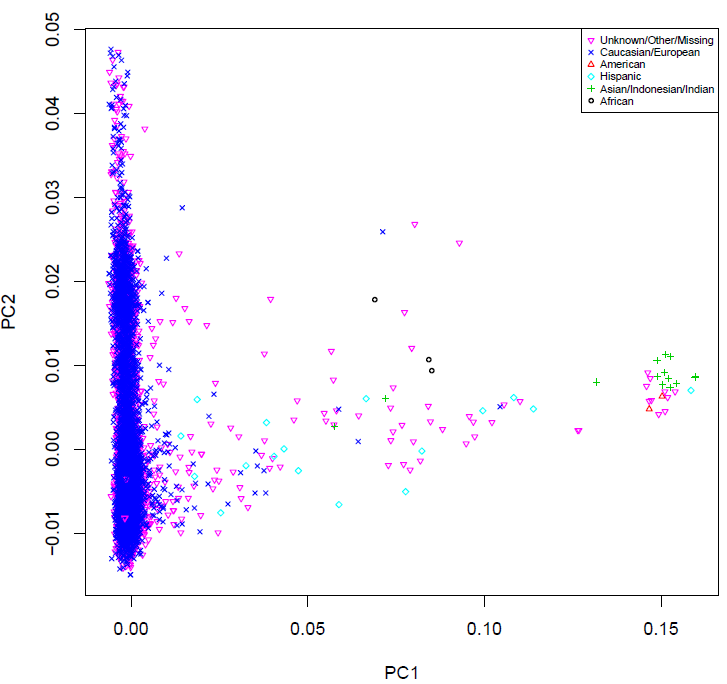 Unknown/Other/Missing
Caucasian/European
American
Hispanic
Asian/Indonesian/Indian
African
0.05
0.04
0.03
0.02
0.01
0.00
−0.01
PC2
0.00 0.05 0.10 0.15
PC1